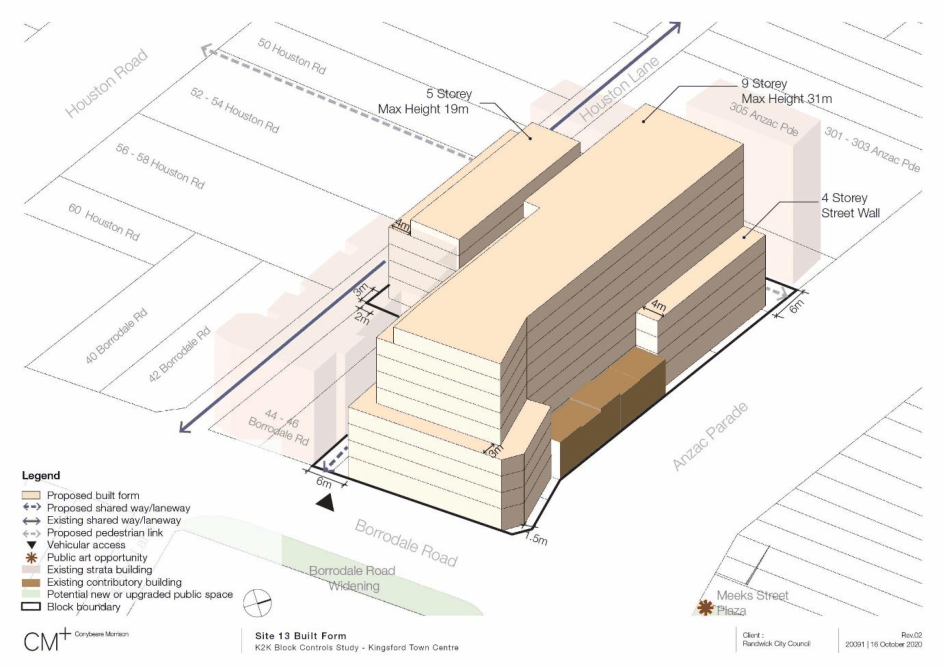 Houston Road
50 Houston Rd
52 - 54 Houston Rd
56 - 58 Houston Rd
60 Houston Rd
40 Borrodale Rd
42 Borrodale Rd
44 - 46
Borrodale Rd
5 Storey
Max Height 19m
Houston Lane
9 Storey
Max Height 31m
305 Anzac Pde
301 - 303 Anzac Pde
4 Storey
Street Wall
4m
3m
2m
4m
6m
3m
6m
1.5m
Anzac Parade
Borrodale Road
Borrodale Road
Widening
Meeks Street
Plaza
Legend
Proposed built form
Proposed shared way/laneway
Existing shared way/laneway
Proposed pedestrian link
Vehicular access
Public art opportunity
Existing strata building
Existing contributory building
Potential new or upgraded public space
Block boundary
CM+ Conybeare Morrison
Site 13 Built Form
K2K Block Controls Study - Kingsford Town Centre
Client :
Randwick City Council
Rev.02
20091 | 16 October 2020